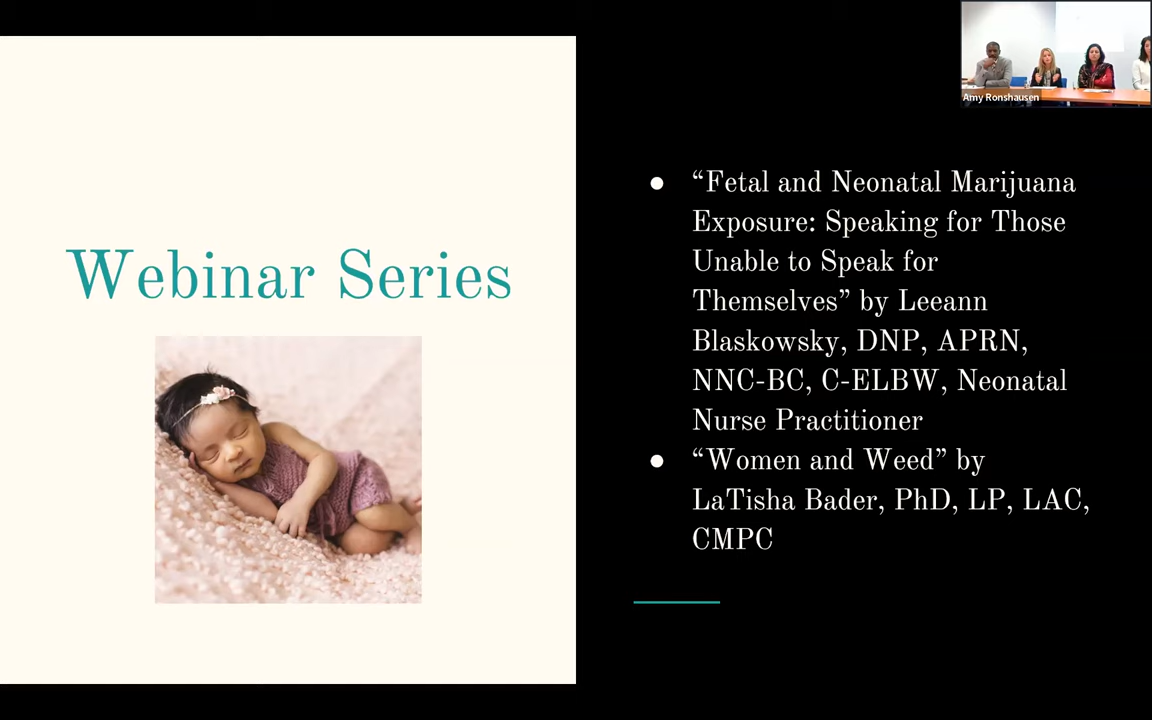 Amy Ronshausen
Webinar Series
● “Fetal and Neonatal Marijuana
Exposure: Speaking for Those
Unable to Speak for
Themselves” by Leeann
Blaskowsky, DNP, APRN,
NNC-BC, C-ELBW, Neonatal
Nurse Practitioner
● “Women and Weed” by
LaTisha Bader, PhD, LP, LAC,
CMPC